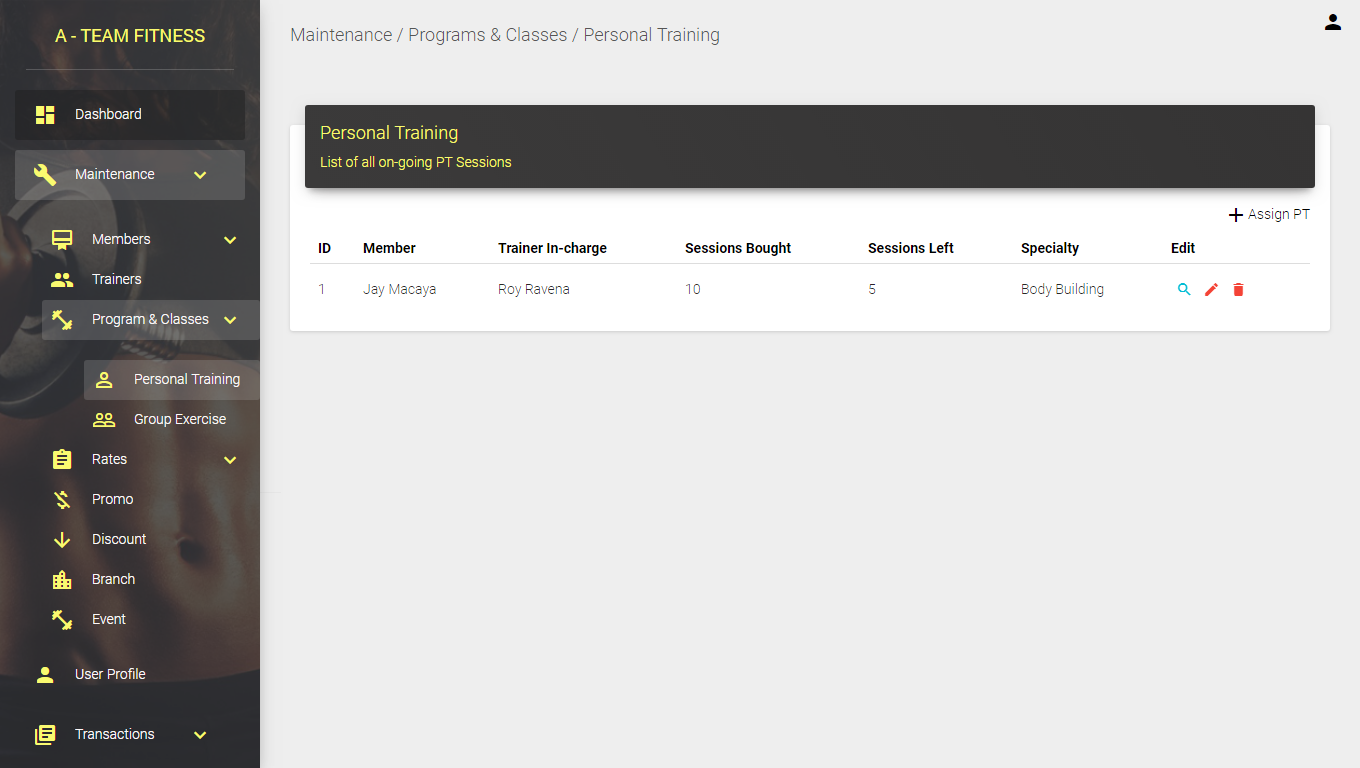 A - TEAM FITNESS
Dashboard
Maintenance
Members
Trainers
Program & Classes
Personal Training
Group Exercise
Rates
Promo
Discount
Branch
Event
User Profile
Transactions
Maintenance / Programs & Classes / Personal Training
Personal Training
List of all on-going PT Sessions
Assign PT
ID Member Trainer In-charge Sessions Bought Sessions Left Specialty Edit
1 Jay Macaya Roy Ravena 10 5 Body Building